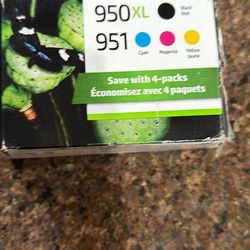 950XL
Black
Noir
951
Cyan
Magenta
Yellow
Jaune
Save with 4-packs
Économisez avec 4 paquets